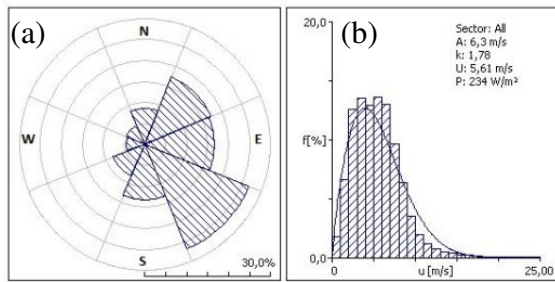 (a)
N
W
E
S
30,0%
(b)
20,0
Sector: All
A: 6,3 m/s
k: 1,78
U: 5,61 m/s
P: 234 W/m²
f[%]
0,0
0
u [m/s]
25,00